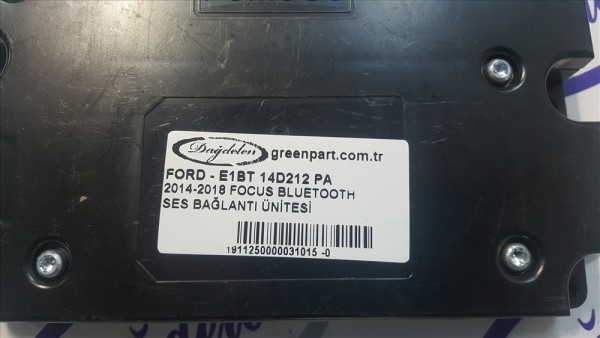 Dağdelen
greenpart.com.tr
FORD - E1BT 14D212 PA
2014-2018 FOCUS BLUETOOTH
SES BAĞLANTI ÜNİTESİ
1911250000031015 -0